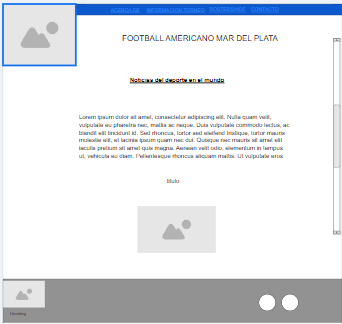 ACERCA DE INFORMACION TORNEO ROSTERS/MDP CONTACTO
FOOTBALL AMERICANO MAR DEL PLATA
Noticias del deporte en el mundo
Lorem ipsum dolor sit amet, consectetur adipiscing elit. Nulla quam velit,
vulputate eu pharetra nec, mattis ac neque. Duis vulputate commodo lectus, ac
blandit elit tincidunt id. Sed rhoncus, tortor sed eleifend tristique, tortor mauris
molestie elit, et lacinia ipsum quam nec dui. Quisque nec mauris sit amet elit
iaculis pretium sit amet quis magna. Aenean velit odio, elementum in tempus
ut, vehicula eu diam. Pellentesque rhoncus aliquam mattis. Ut vulputate eros
titulo
Heading